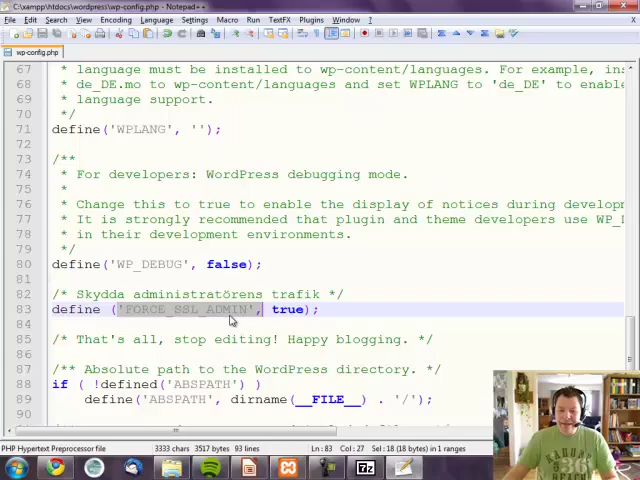 C:\xampp\htdocs\wordpress\wp-config.php - Notepad++
File Edit Search View Encoding Language Settings Macro Run TextFX Plugins Window ?
wp-config.php
67 * language must be installed to wp-content/languages. For example, ins
68 * de_DE.mo to wp-content/languages and set WPLANG to 'de_DE' to enable
69 * language support.
70 */
71 define('WPLANG', '');
72
73 /**
74 * For developers: WordPress debugging mode.
75 *
76 * Change this to true to enable the display of notices during developm
77 * It is strongly recommended that plugin and theme developers use WP_D
78 * in their development environments.
79 */
80 define('WP_DEBUG', false);
81
82 /* Skydda administratörens trafik */
83 define ('FORCE_SSL_ADMIN', true);
84
85 /* That's all, stop editing! Happy blogging. */
86
87 /** Absolute path to the WordPress directory. */
88 if ( !defined('ABSPATH') )
89 define('ABSPATH', dirname(__FILE__) . '/');
90
PHP Hypertext Preprocessor file 3333 chars 3517 bytes 93 lines Ln : 83 Col : 27 Sel : 18 (18 bytes) in 1 ranges
7z